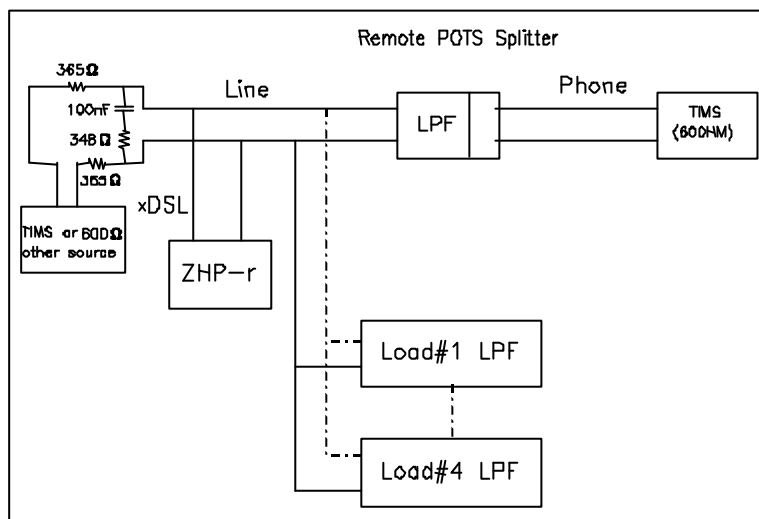 Remote POTS Splitter
365Ω
100nF
348Ω
365Ω
Line
LPF
Phone
TIMS
(600HM)
xDSL
TIMS or 600Ω
other source
ZHP-r
Load#1 LPF
Load#4 LPF